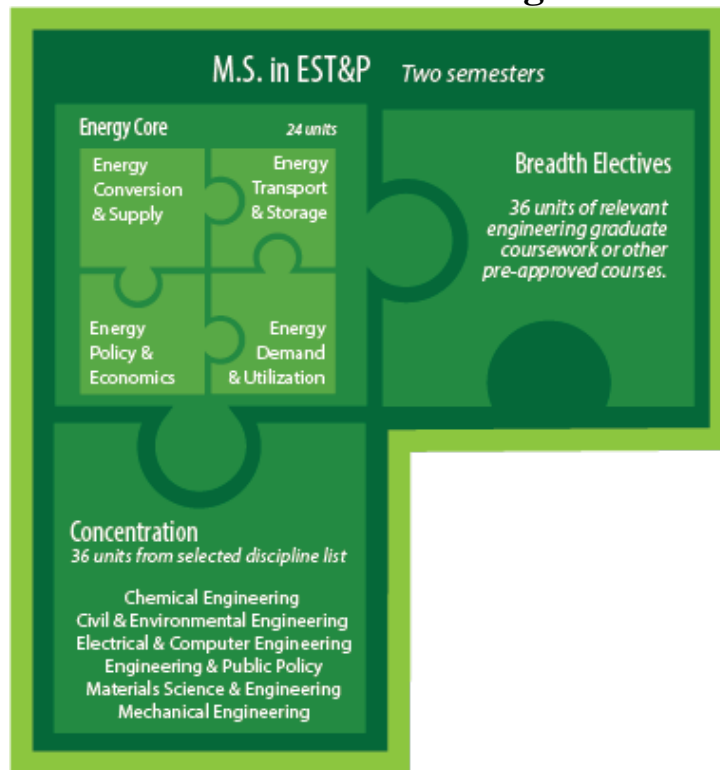 M.S. in EST&P Two semesters
Energy Core 24 units
Energy
Conversion
& Supply
Energy
Transport
& Storage
Energy
Policy &
Economics
Energy
Demand
& Utilization
Breadth Electives
36 units of relevant
engineering graduate
coursework or other
pre-approved courses.
Concentration
36 units from selected discipline list
Chemical Engineering
Civil & Environmental Engineering
Electrical & Computer Engineering
Engineering & Public Policy
Materials Science & Engineering
Mechanical Engineering